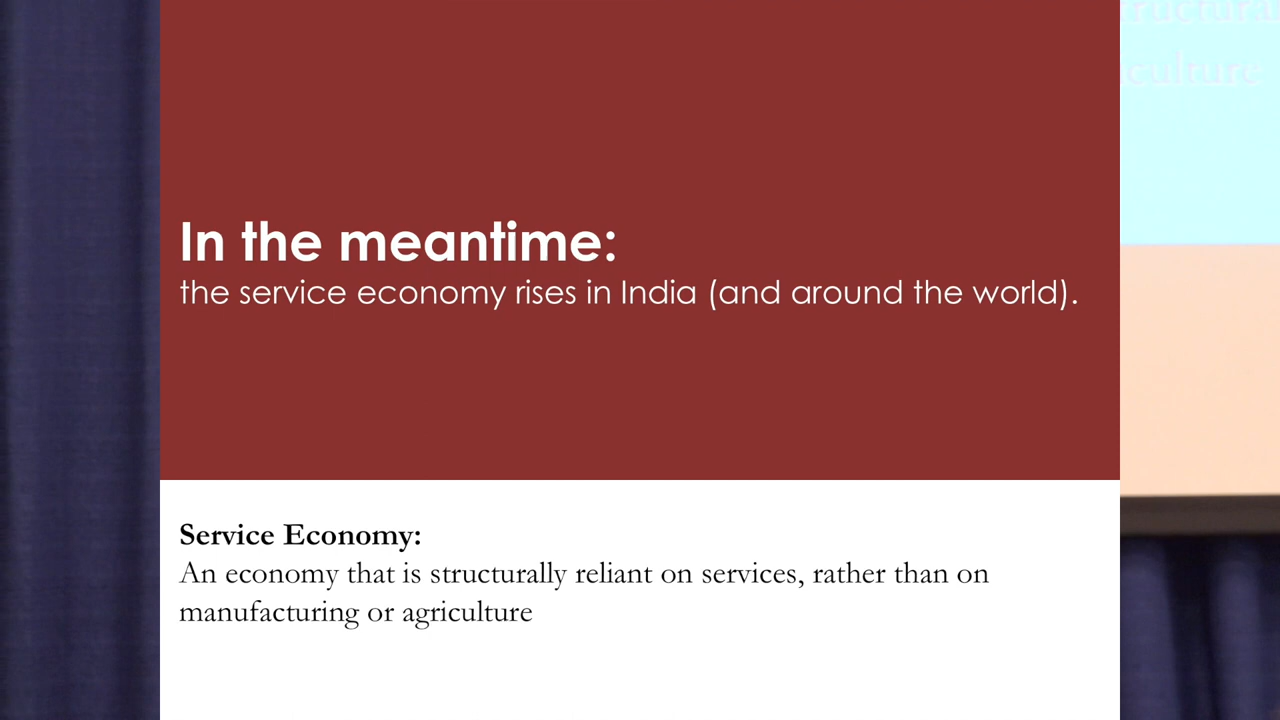 In the meantime:
the service economy rises in India (and around the world).
Service Economy:
An economy that is structurally reliant on services, rather than on
manufacturing or agriculture